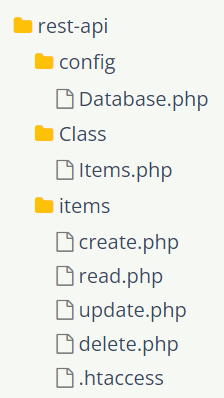 rest-api
config
Database.php
Class
Items.php
items
create.php
read.php
update.php
delete.php
.htaccess